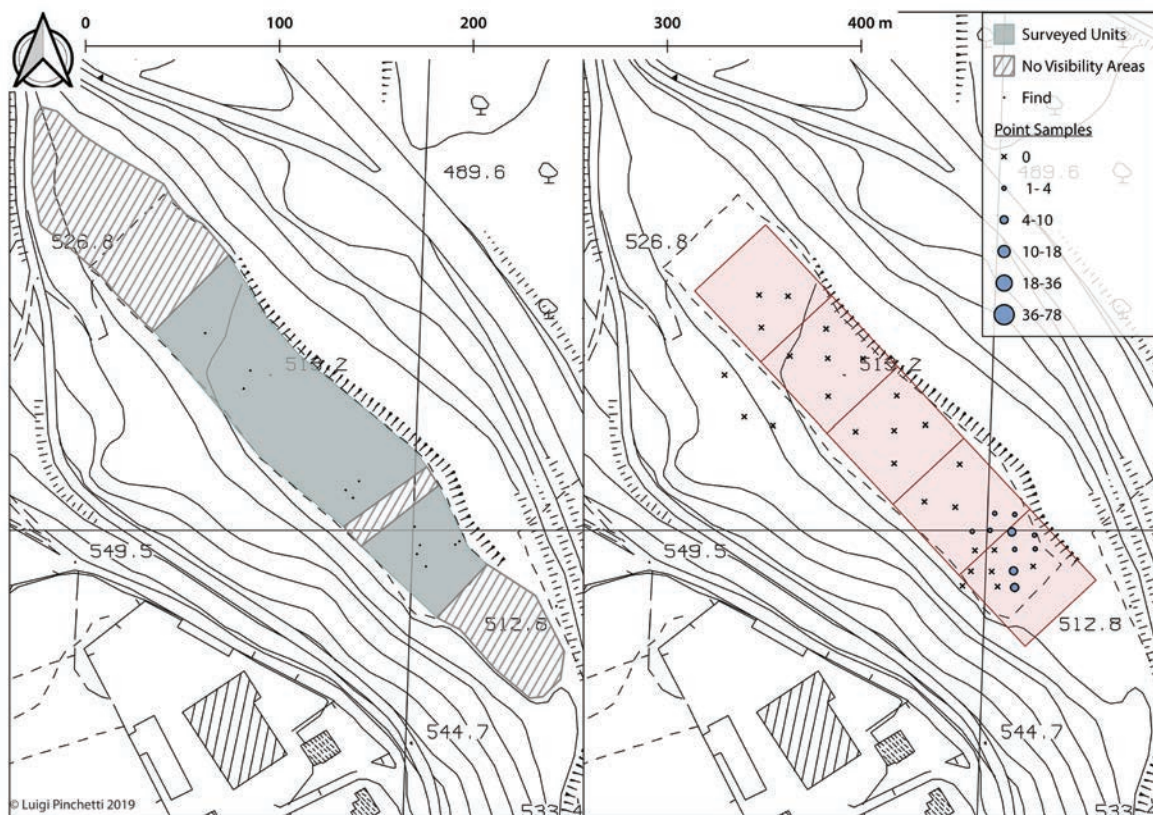 0 100 200 300 400 m
Surveyed Units
No Visibility Areas
Find
Point Samples
0
1- 4
4-10
10-18
18-36
36-78
489.6
489.6
526.8
526.8
549.5
549.5
512.8
512.8
544.7
544.7
© Luigi Pinchetti 2019